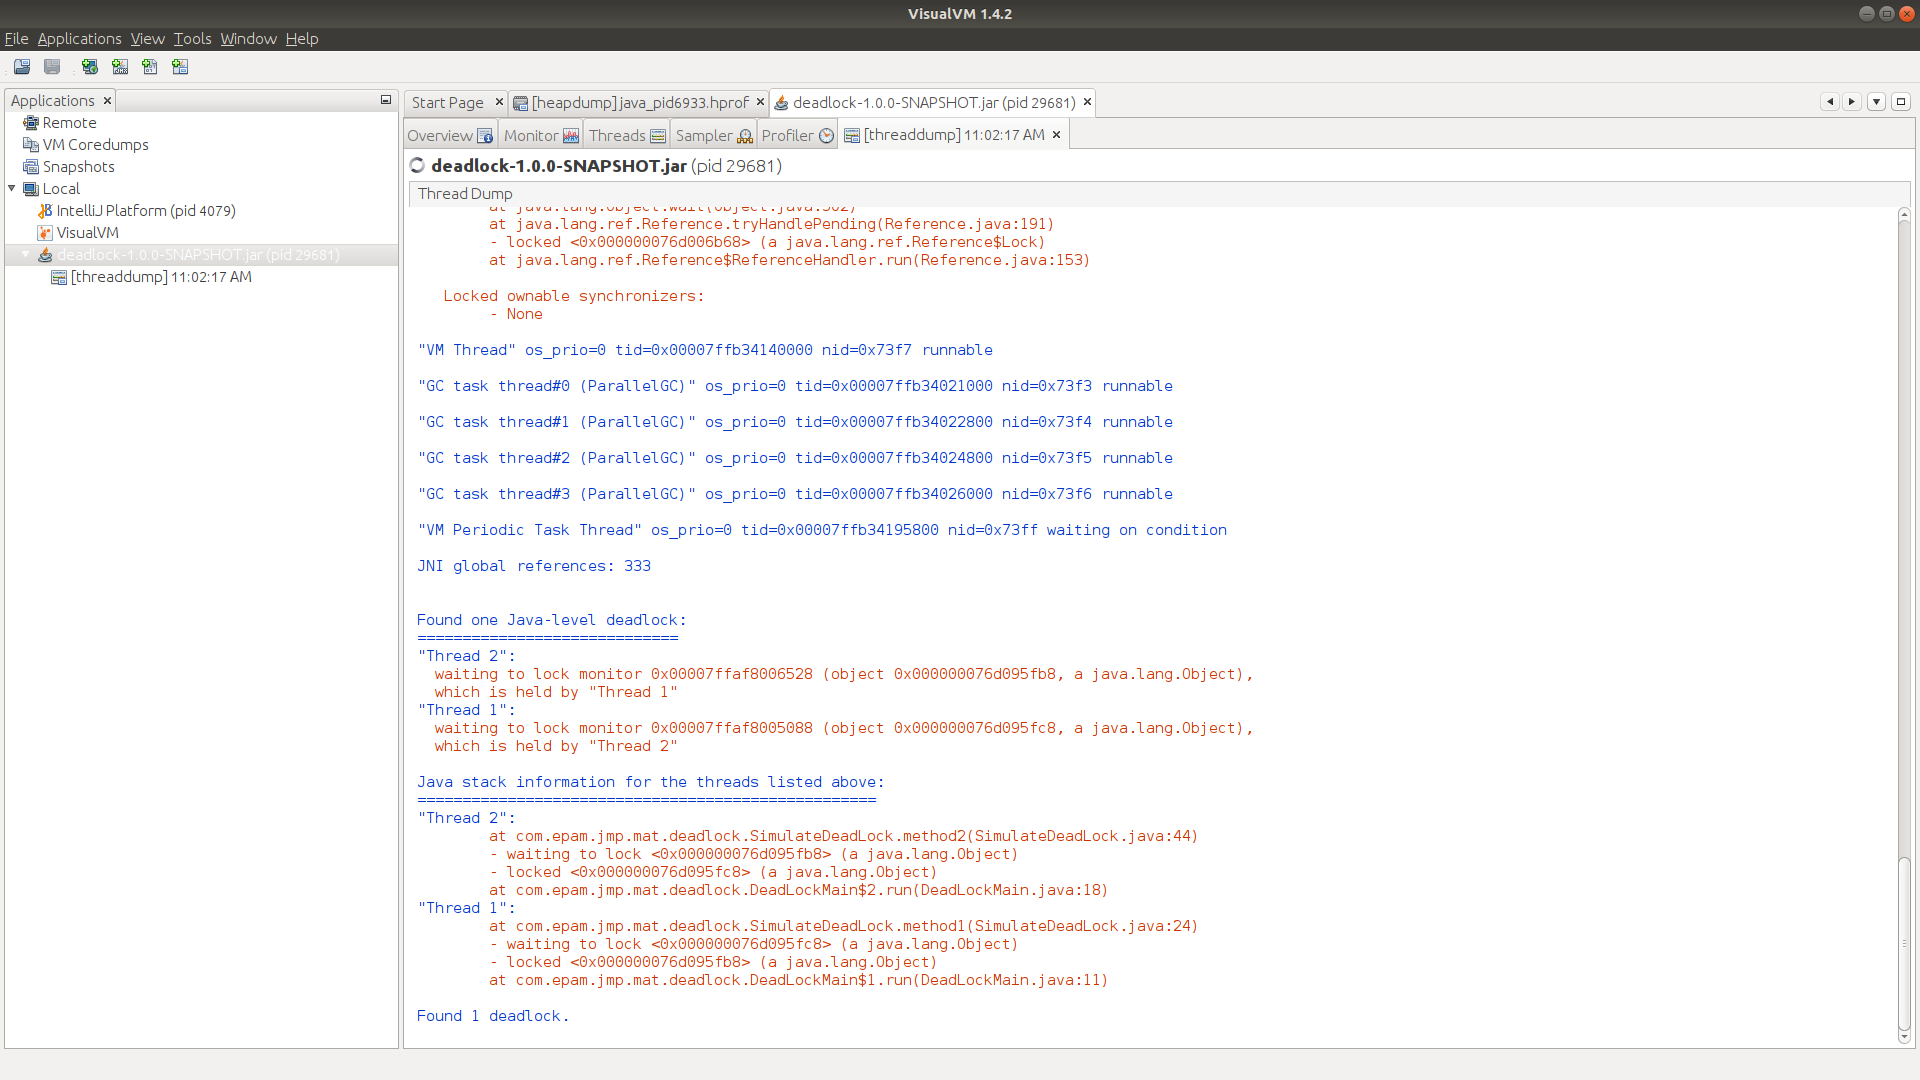 VisualVM 1.4.2
File Applications View Tools Window Help
Applications
Remote
VM Coredumps
Snapshots
Local
IntelliJ Platform (pid 4079)
VisualVM
deadlock-1.0.0-SNAPSHOT.jar (pid 29681)
[threaddump] 11:02:17 AM
Start Page [heapdump] java_pid6933.hprof deadlock-1.0.0-SNAPSHOT.jar (pid 29681)
Overview Monitor Threads Sampler Profiler [threaddump] 11:02:17 AM
deadlock-1.0.0-SNAPSHOT.jar (pid 29681)
Thread Dump
at java.lang.Object.wait(Object.java:502)
at java.lang.ref.Reference.tryHandlePending(Reference.java:191)
- locked <0x000000076d006b68> (a java.lang.ref.Reference$Lock)
at java.lang.ref.Reference$ReferenceHandler.run(Reference.java:153)
Locked ownable synchronizers:
- None
"VM Thread" os_prio=0 tid=0x00007ffb34140000 nid=0x73f7 runnable
"GC task thread#0 (ParallelGC)" os_prio=0 tid=0x00007ffb34021000 nid=0x73f3 runnable
"GC task thread#1 (ParallelGC)" os_prio=0 tid=0x00007ffb34022800 nid=0x73f4 runnable
"GC task thread#2 (ParallelGC)" os_prio=0 tid=0x00007ffb34024800 nid=0x73f5 runnable
"GC task thread#3 (ParallelGC)" os_prio=0 tid=0x00007ffb34026000 nid=0x73f6 runnable
"VM Periodic Task Thread" os_prio=0 tid=0x00007ffb34195800 nid=0x73ff waiting on condition
JNI global references: 333
Found one Java-level deadlock:
=============================
"Thread 2":
waiting to lock monitor 0x00007ffaf8006528 (object 0x000000076d095fb8, a java.lang.Object),
which is held by "Thread 1"
"Thread 1":
waiting to lock monitor 0x00007ffaf8005088 (object 0x000000076d095fc8, a java.lang.Object),
which is held by "Thread 2"
Java stack information for the threads listed above:
===================================================
"Thread 2":
at com.epam.jmp.mat.deadlock.SimulateDeadLock.method2(SimulateDeadLock.java:44)
- waiting to lock <0x000000076d095fb8> (a java.lang.Object)
- locked <0x000000076d095fc8> (a java.lang.Object)
at com.epam.jmp.mat.deadlock.DeadLockMain$2.run(DeadLockMain.java:18)
"Thread 1":
at com.epam.jmp.mat.deadlock.SimulateDeadLock.method1(SimulateDeadLock.java:24)
- waiting to lock <0x000000076d095fc8> (a java.lang.Object)
- locked <0x000000076d095fb8> (a java.lang.Object)
at com.epam.jmp.mat.deadlock.DeadLockMain$1.run(DeadLockMain.java:11)
Found 1 deadlock.